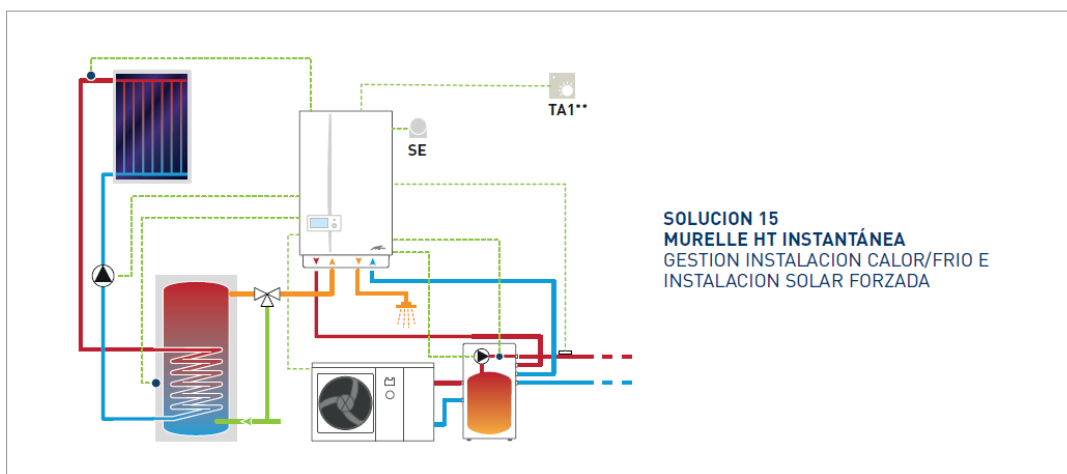 TA1**
SE
SOLUCION 15
MURELLE HT INSTANTÁNEA
GESTION INSTALACION CALOR/FRIO E
INSTALACION SOLAR FORZADA